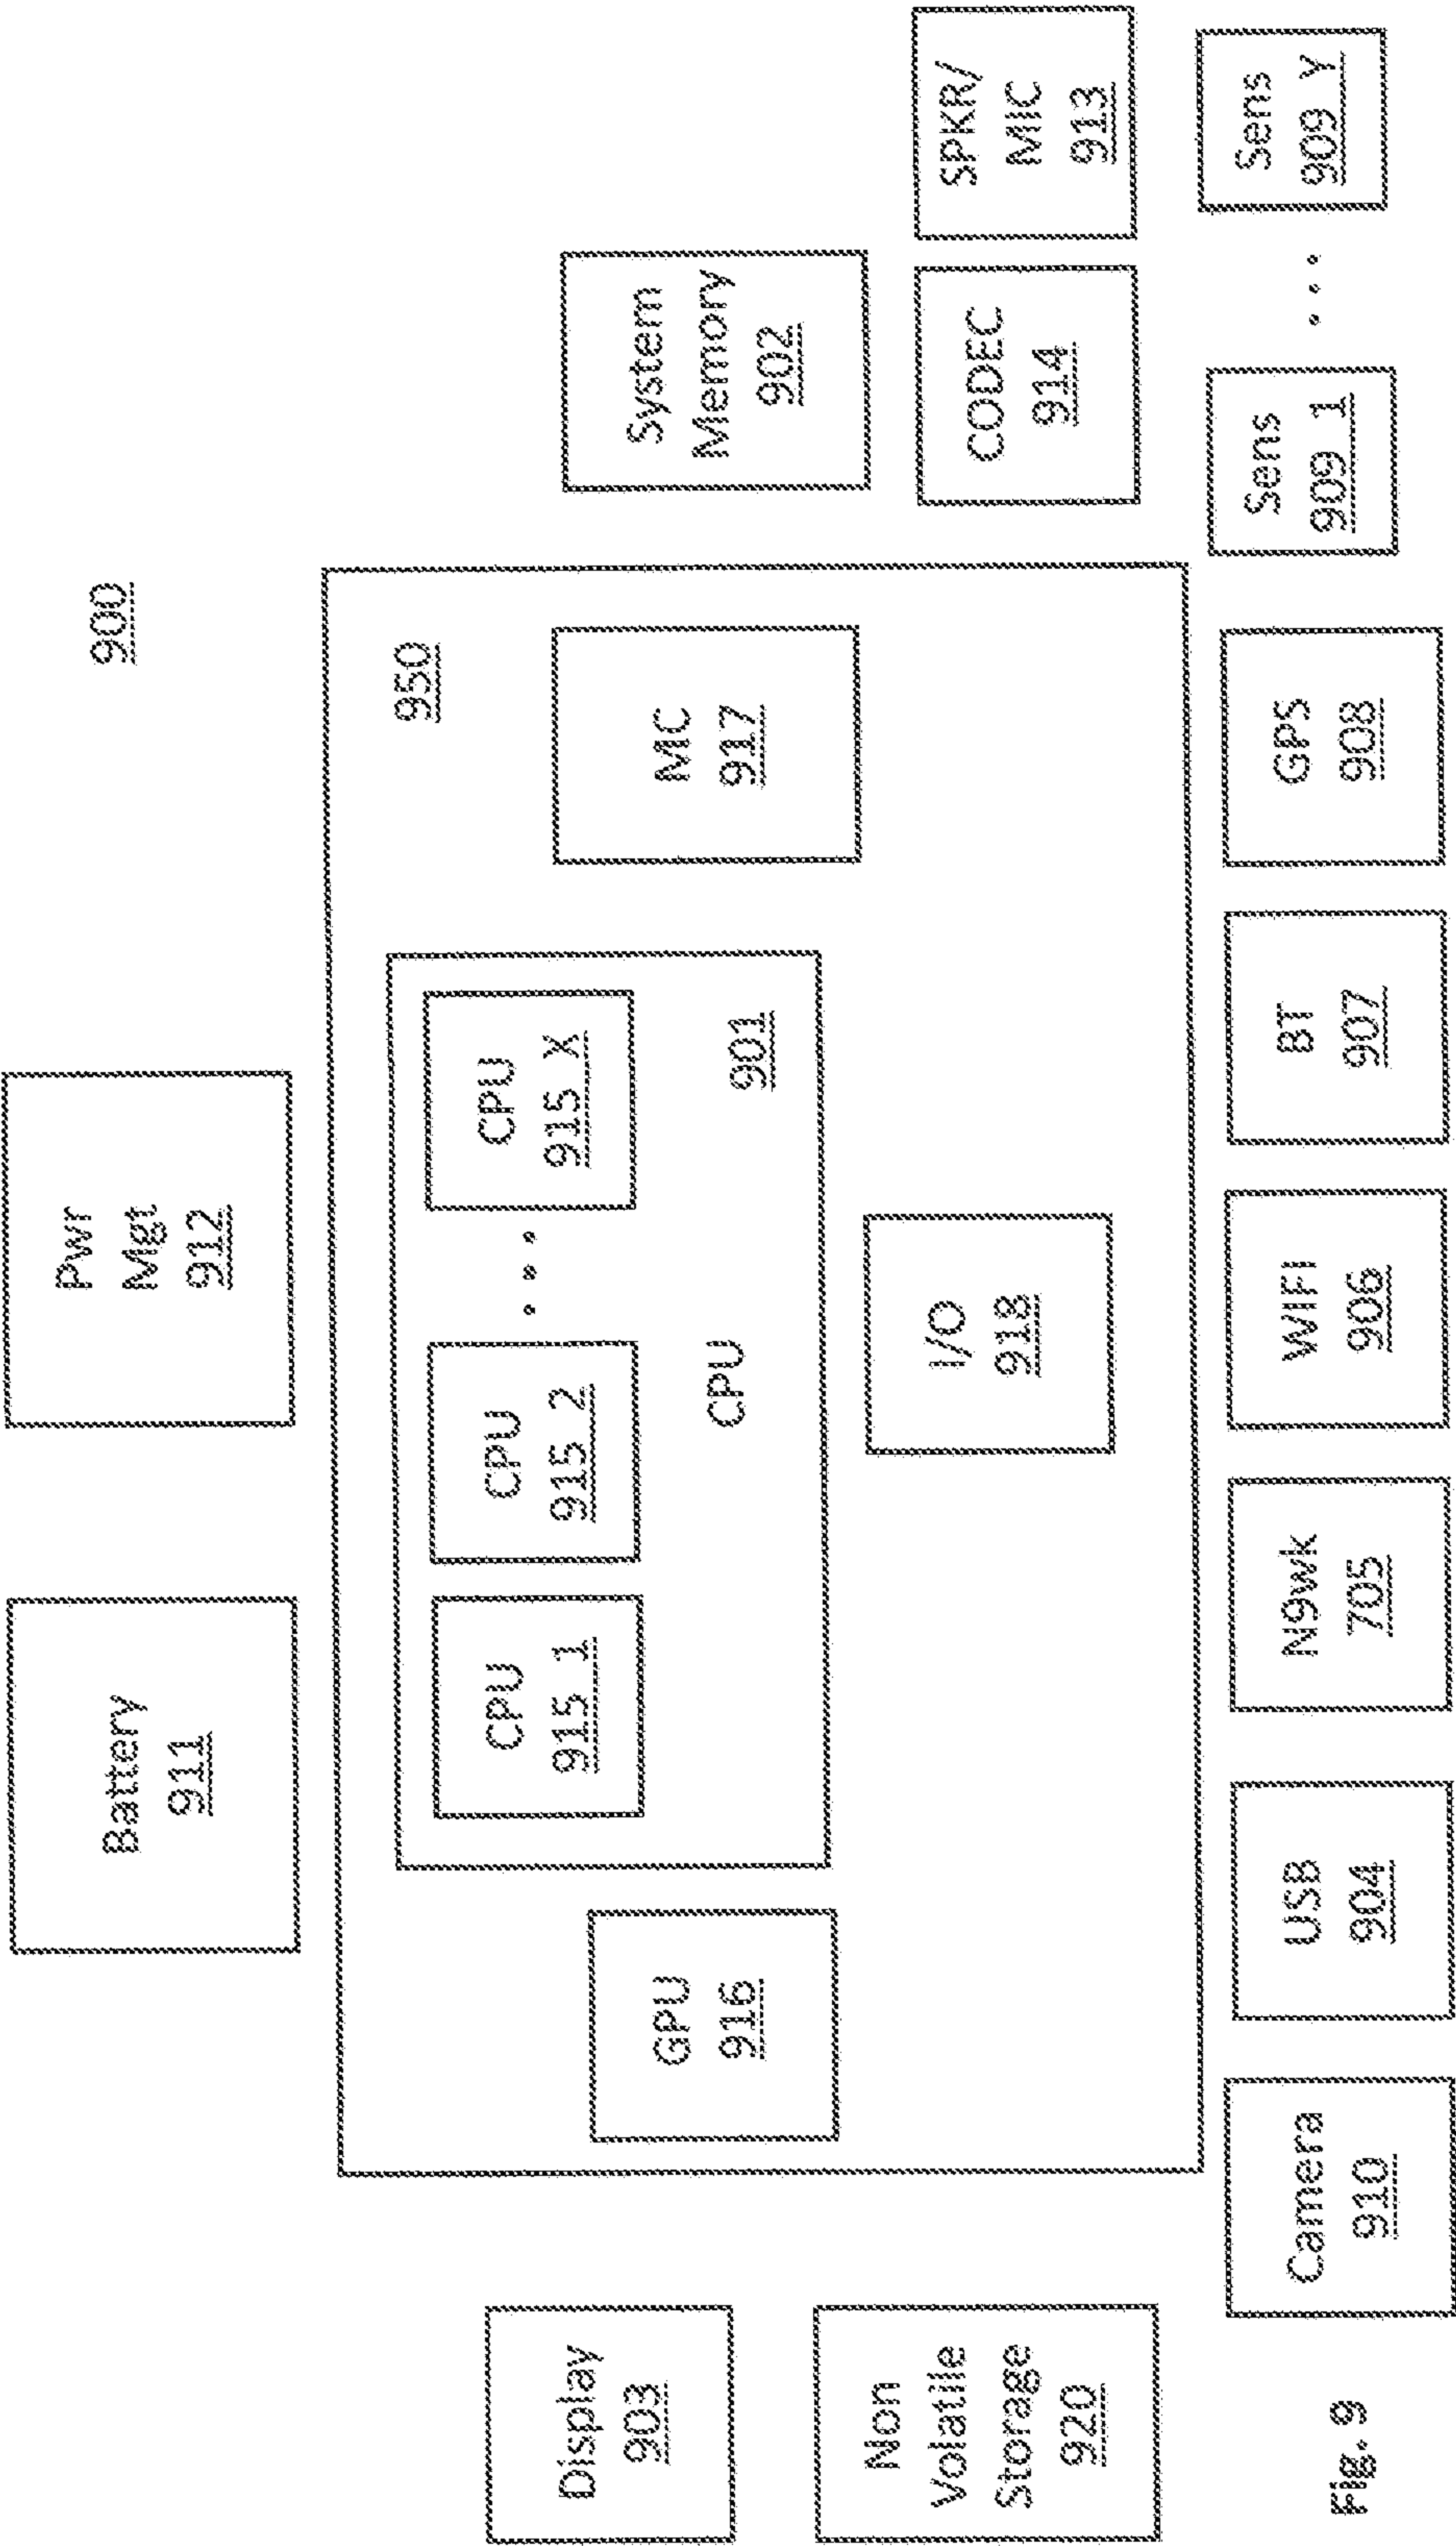 900
Battery
911
Pwr
Mgt
912
950
CPU
915_1
CPU
915_2
. . .
CPU
915_X
CPU
901
Display
903
GPU
916
MC
917
System
Memory
902
I/O
918
Non
Volatile
Storage
920
CODEC
914
SPKR/
MIC
913
Camera
910
USB
904
N9wk
705
WIFI
906
BT
907
GPS
908
Sens
909_1
. . .
Sens
909_Y
Fig. 9